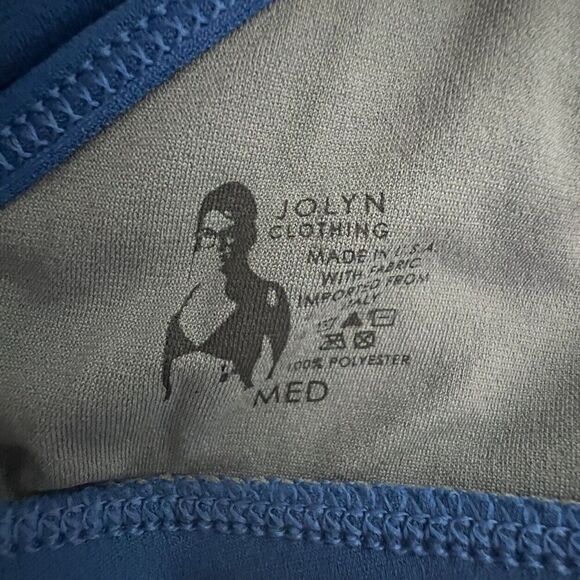 JOLYN
CLOTHING
MADE IN U.S.A.
WITH FABRIC
IMPORTED FROM
ITALY
100% POLYESTER
MED